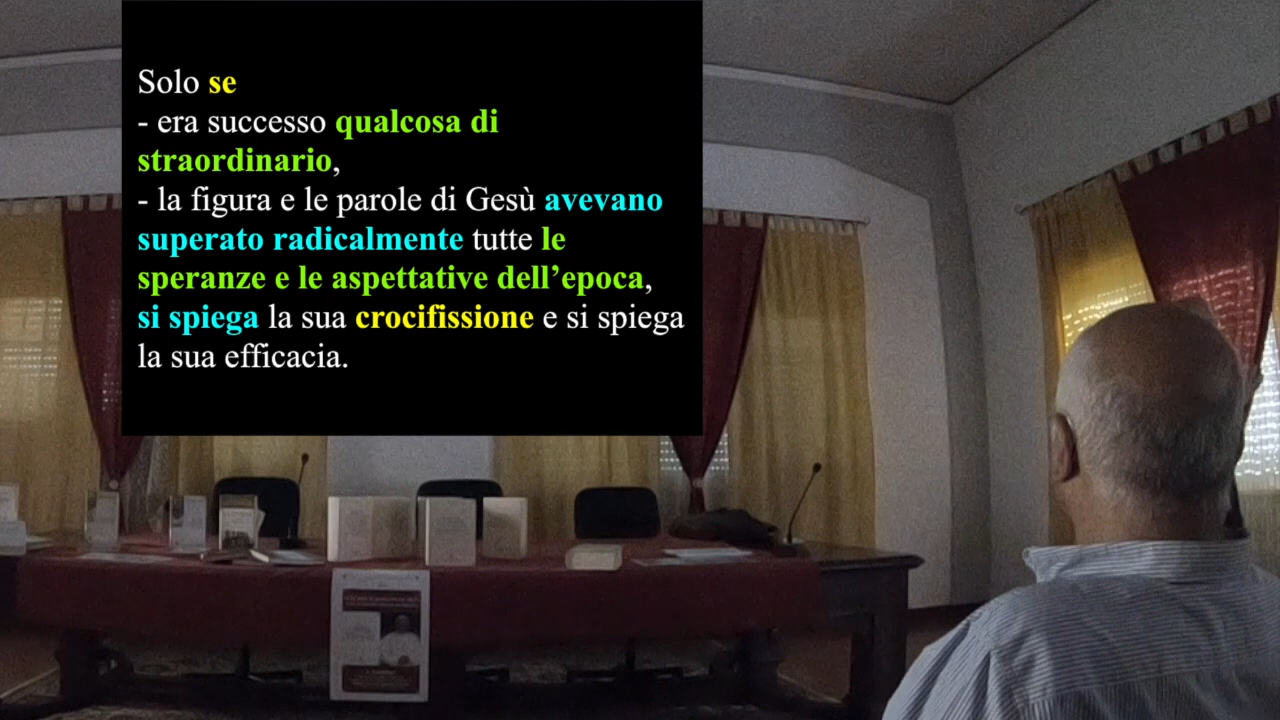 Solo se
- era successo qualcosa di
straordinario,
- la figura e le parole di Gesù avevano
superato radicalmente tutte le
speranze e le aspettative dell’epoca,
si spiega la sua crocifissione e si spiega
la sua efficacia.